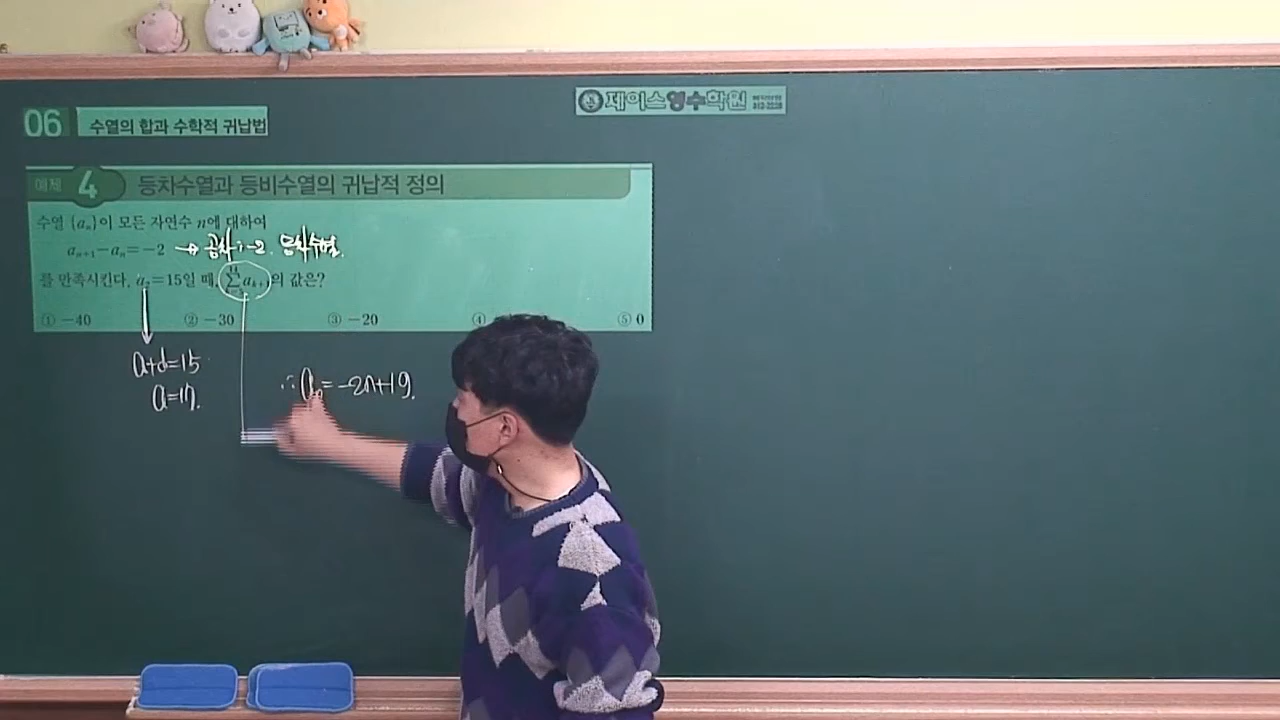 제이스영수학원
06 수열의 합과 수학적 귀납법
예제 4 등차수열과 등비수열의 귀납적 정의
수열 {aₙ}이 모든 자연수 n에 대하여
aₙ₊₁-aₙ=-2 → 공차:-2. 등차수열.
를 만족시킨다. a₂=15일 때, 의 값은?
① -40 ② -30 ③ -20 ④ ⑤ 0
a+d=15
a=17.
∴aₙ=-2n+19.